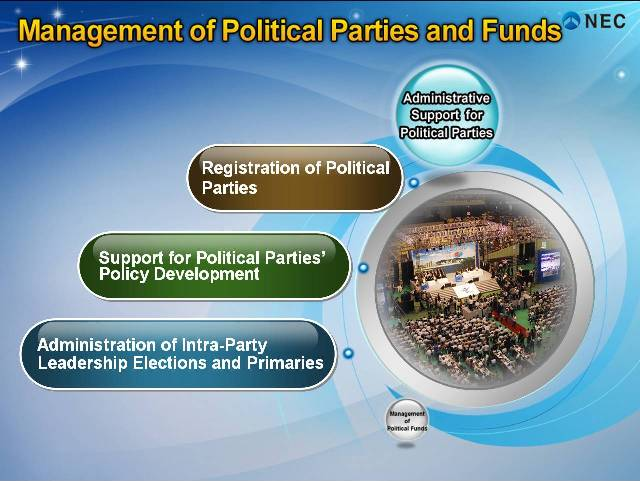 Management of Political Parties and Funds
NEC
Administrative
Support for
Political Parties
Registration of Political
Parties
Support for Political Parties'
Policy Development
Administration of Intra-Party
Leadership Elections and Primaries
Management
of
Political Funds